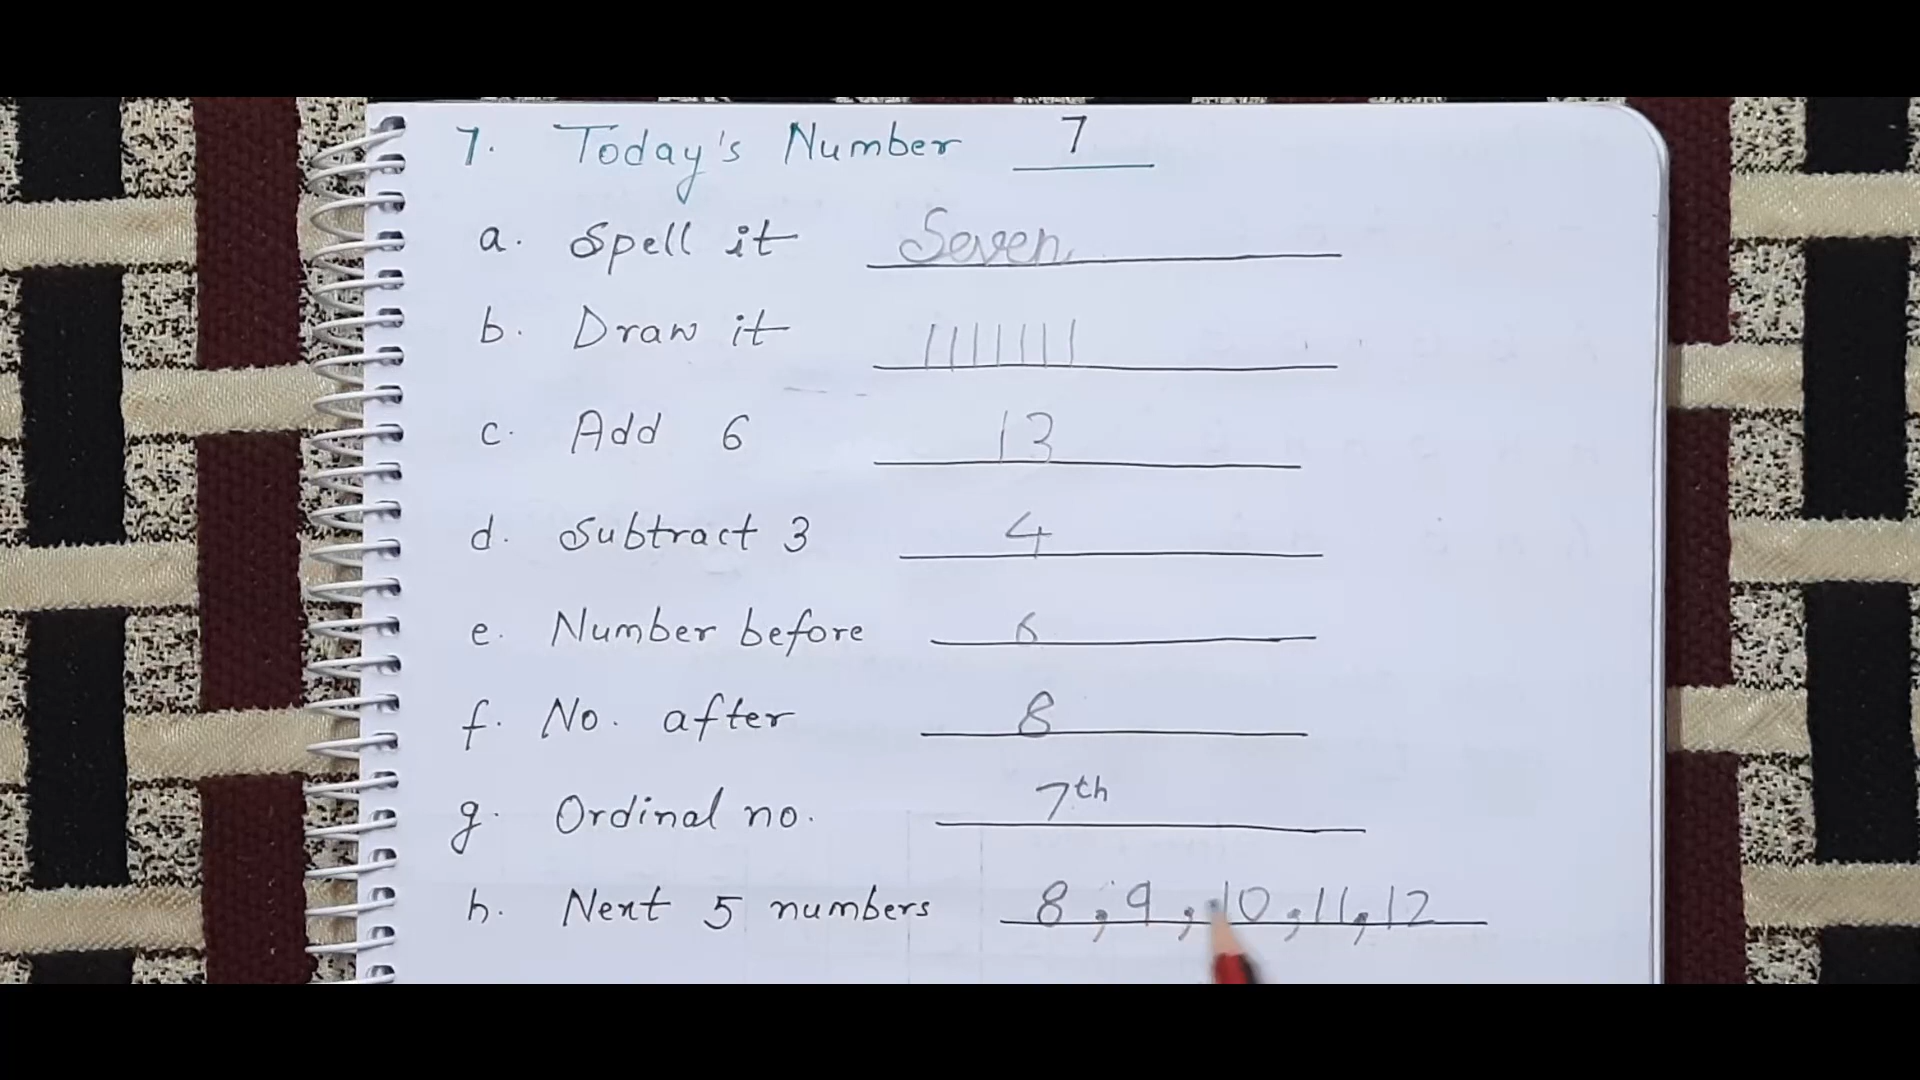 7. Today's Number 7
a. Spell it Seven
b. Draw it |||||||
c. Add 6 13
d. Subtract 3 4
e. Number before 6
f. No. after 8
g. Ordinal no. 7th
h. Next 5 numbers 8, 9, 10, 11, 12